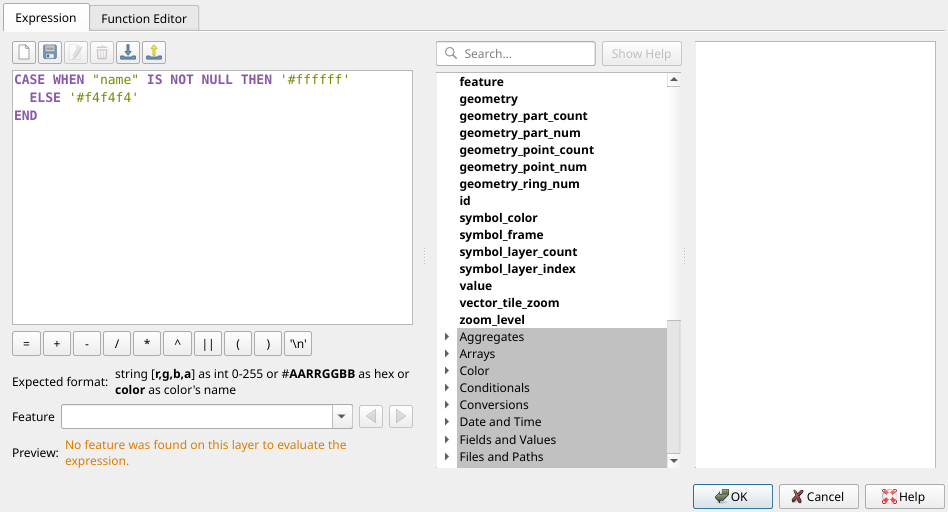 Expression
Function Editor
CASE WHEN "name" IS NOT NULL THEN '#ffffff'
  ELSE '#f4f4f4'
END
= + - / * ^ || ( ) '\n'
Expected format: string [r,g,b,a] as int 0-255 or #AARRGGBB as hex or
color as color's name
Feature
Preview: No feature was found on this layer to evaluate the
expression.
Search...
Show Help
feature
geometry
geometry_part_count
geometry_part_num
geometry_point_count
geometry_point_num
geometry_ring_num
id
symbol_color
symbol_frame
symbol_layer_count
symbol_layer_index
value
vector_tile_zoom
zoom_level
Aggregates
Arrays
Color
Conditionals
Conversions
Date and Time
Fields and Values
Files and Paths
OK
Cancel
Help